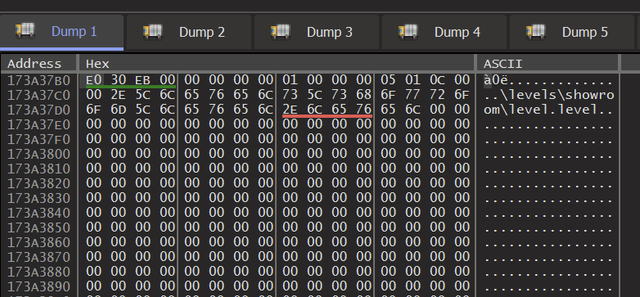 Dump 1 Dump 2 Dump 3 Dump 4 Dump 5
Address Hex ASCII
173A37B0 E0 30 EB 00 00 00 00 00 01 00 00 00 05 01 0C 00 à0ë.............
173A37C0 00 2E 5C 6C 65 76 65 6C 73 5C 73 68 6F 77 72 6F ..\levels\showro
173A37D0 6F 6D 5C 6C 65 76 65 6C 2E 6C 65 76 65 6C 00 00 om\level.level..
173A37E0 00 00 00 00 00 00 00 00 00 00 00 00 00 00 00 00 ................
173A37F0 00 00 00 00 00 00 00 00 00 00 00 00 00 00 00 00 ................
173A3800 00 00 00 00 00 00 00 00 00 00 00 00 00 00 00 00 ................
173A3810 00 00 00 00 00 00 00 00 00 00 00 00 00 00 00 00 ................
173A3820 00 00 00 00 00 00 00 00 00 00 00 00 00 00 00 00 ................
173A3830 00 00 00 00 00 00 00 00 00 00 00 00 00 00 00 00 ................
173A3840 00 00 00 00 00 00 00 00 00 00 00 00 00 00 00 00 ................
173A3850 00 00 00 00 00 00 00 00 00 00 00 00 00 00 00 00 ................
173A3860 00 00 00 00 00 00 00 00 00 00 00 00 00 00 00 00 ................
173A3870 00 00 00 00 00 00 00 00 00 00 00 00 00 00 00 00 ................
173A3880 00 00 00 00 00 00 00 00 00 00 00 00 00 00 00 00 ................
173A3890 00 00 00 00 00 00 00 00 00 00 00 00 00 00 00 00 ................